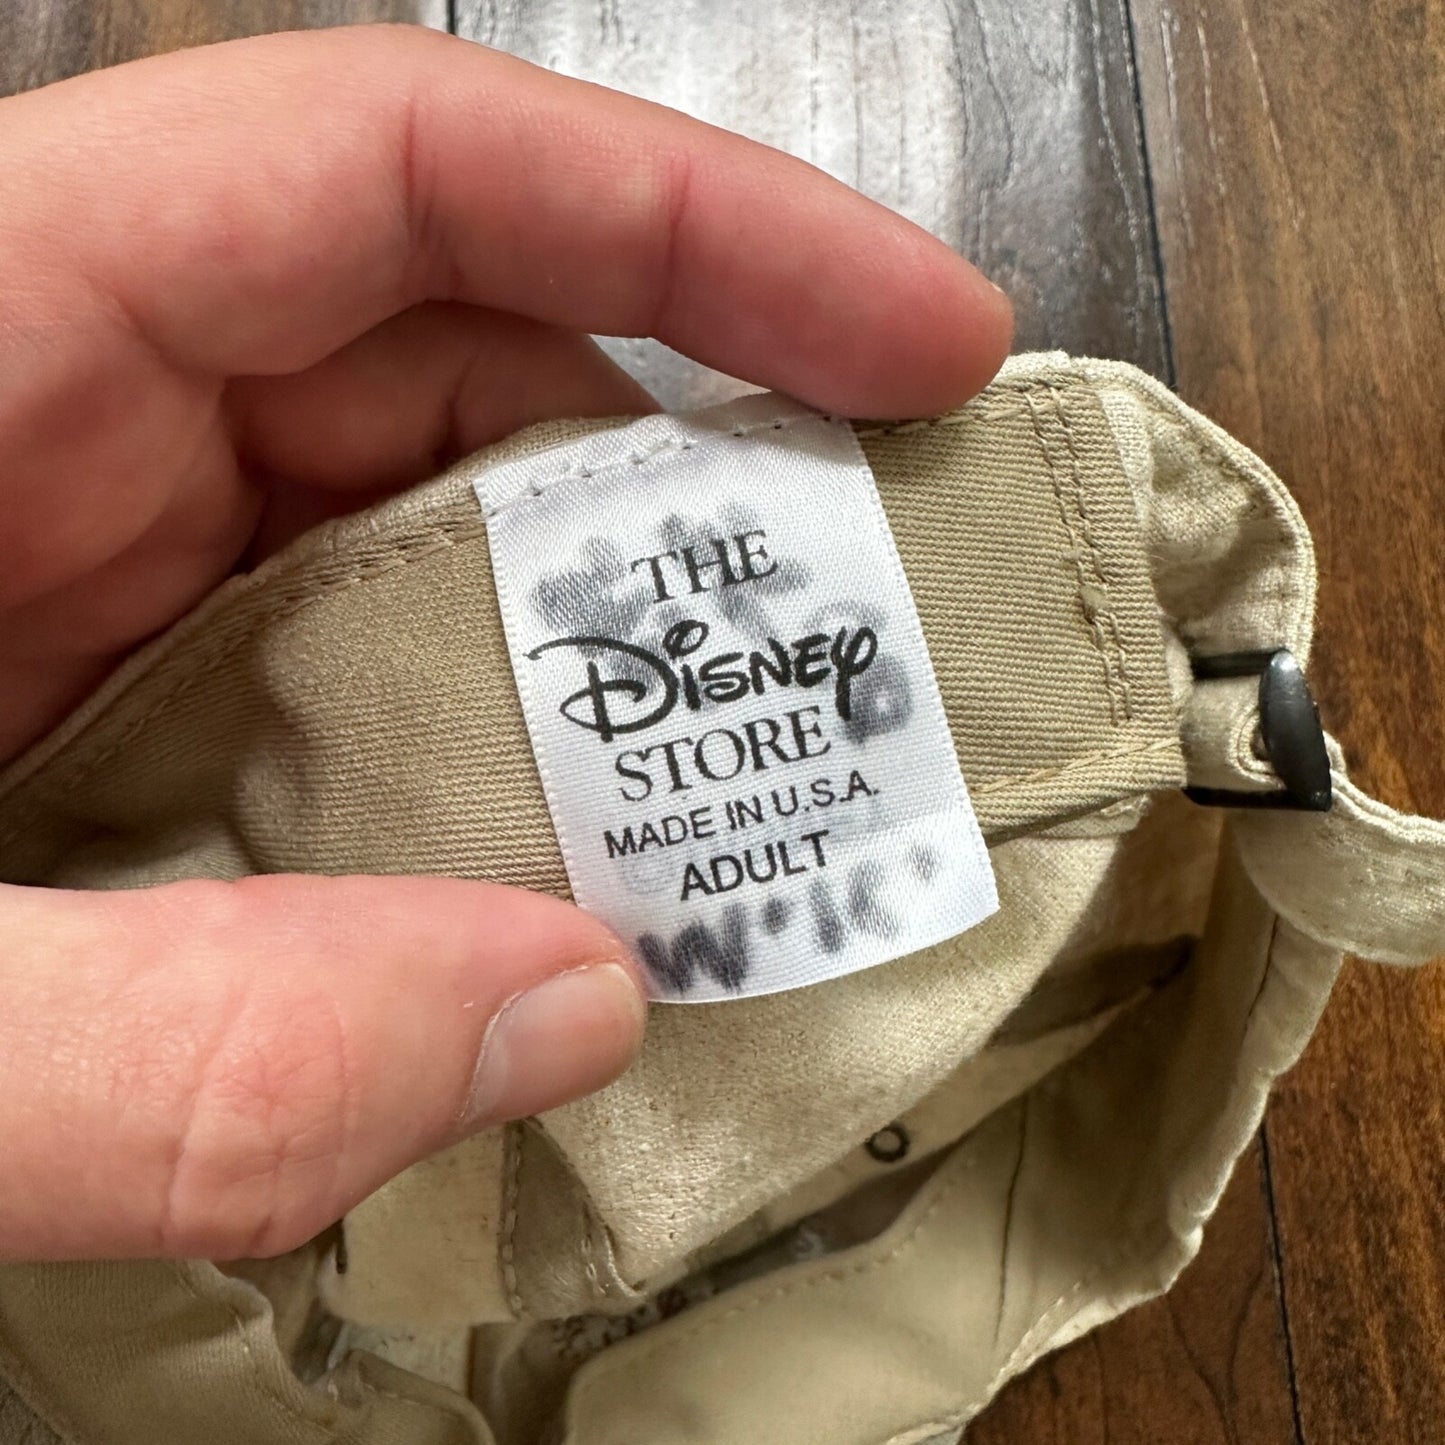 THE
Disney
STORE
MADE IN U.S.A.
ADULT